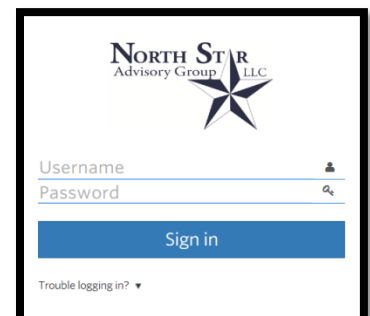 NORTH STAR
Advisory Group LLC
Username
Password
Sign in
Trouble logging in? ▼